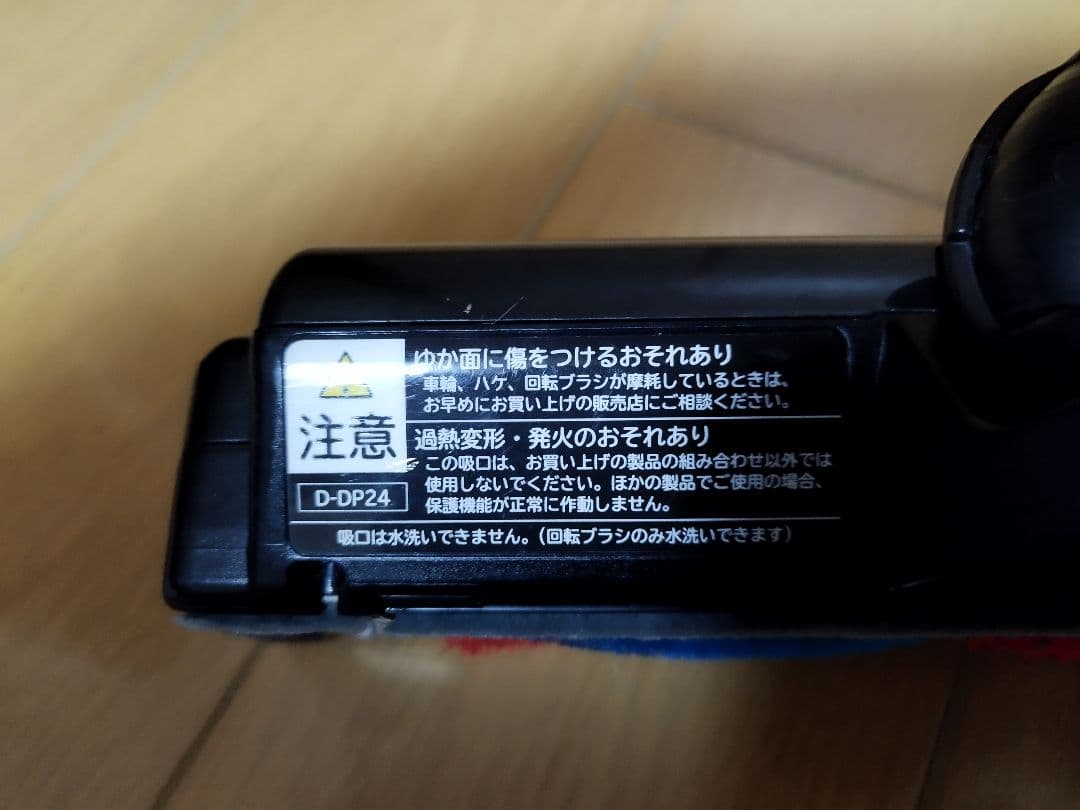 注意
D-DP24
ゆか面に傷をつけるおそれあり
車輪、ハケ、回転ブラシが摩耗しているときは、
お早めにお買い上げの販売店にご相談ください。
過熱変形・発火のおそれあり
この吸口は、お買い上げの製品の組み合わせ以外では
使用しないでください。ほかの製品でご使用の場合、
保護機能が正常に作動しません。
吸口は水洗いできません。（回転ブラシのみ水洗いできます）